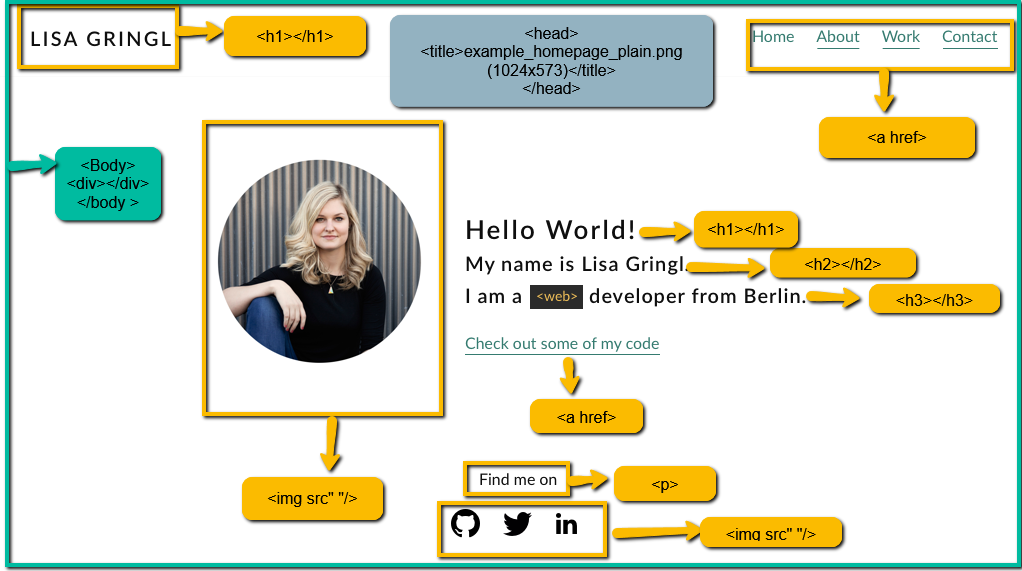 LISA GRINGL
<h1></h1>
<head>
<title>example_homepage_plain.png
(1024x573)</title>
</head>
Home About Work Contact
<a href>
<Body>
<div></div>
</body >
Hello World!
<h1></h1>
My name is Lisa Gringl.
<h2></h2>
I am a <web> developer from Berlin.
<h3></h3>
Check out some of my code
<a href>
Find me on
<p>
<img src" "/>
in
<img src" "/>